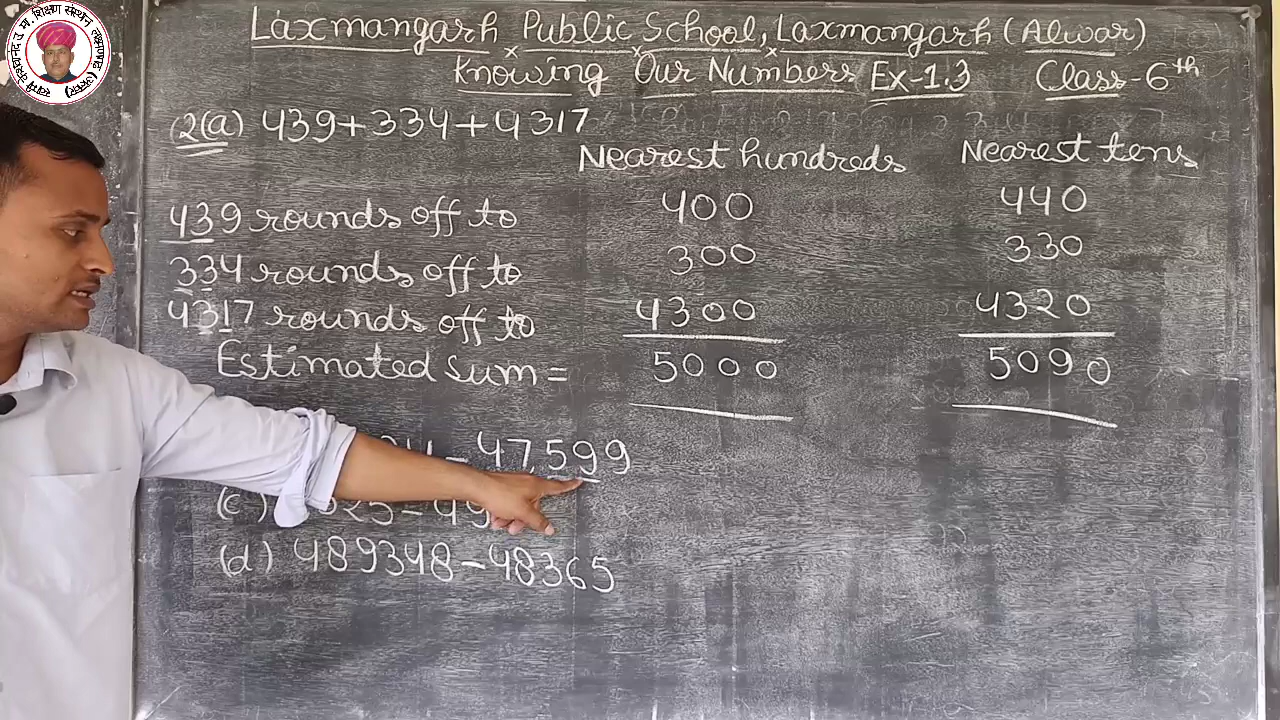 Laxmangarh Public School, Laxmangarh (Alwar)
Knowing Our Numbers Ex-1.3 Class-6th
(2(a) 439+334+4317
Nearest hundreds Nearest tens
439 rounds off to 400 440
334 rounds off to 300 330
4317 rounds off to 4300 4320
Estimated sum = 5000 5090
- 47,599
(c)
(d) 489348-48365